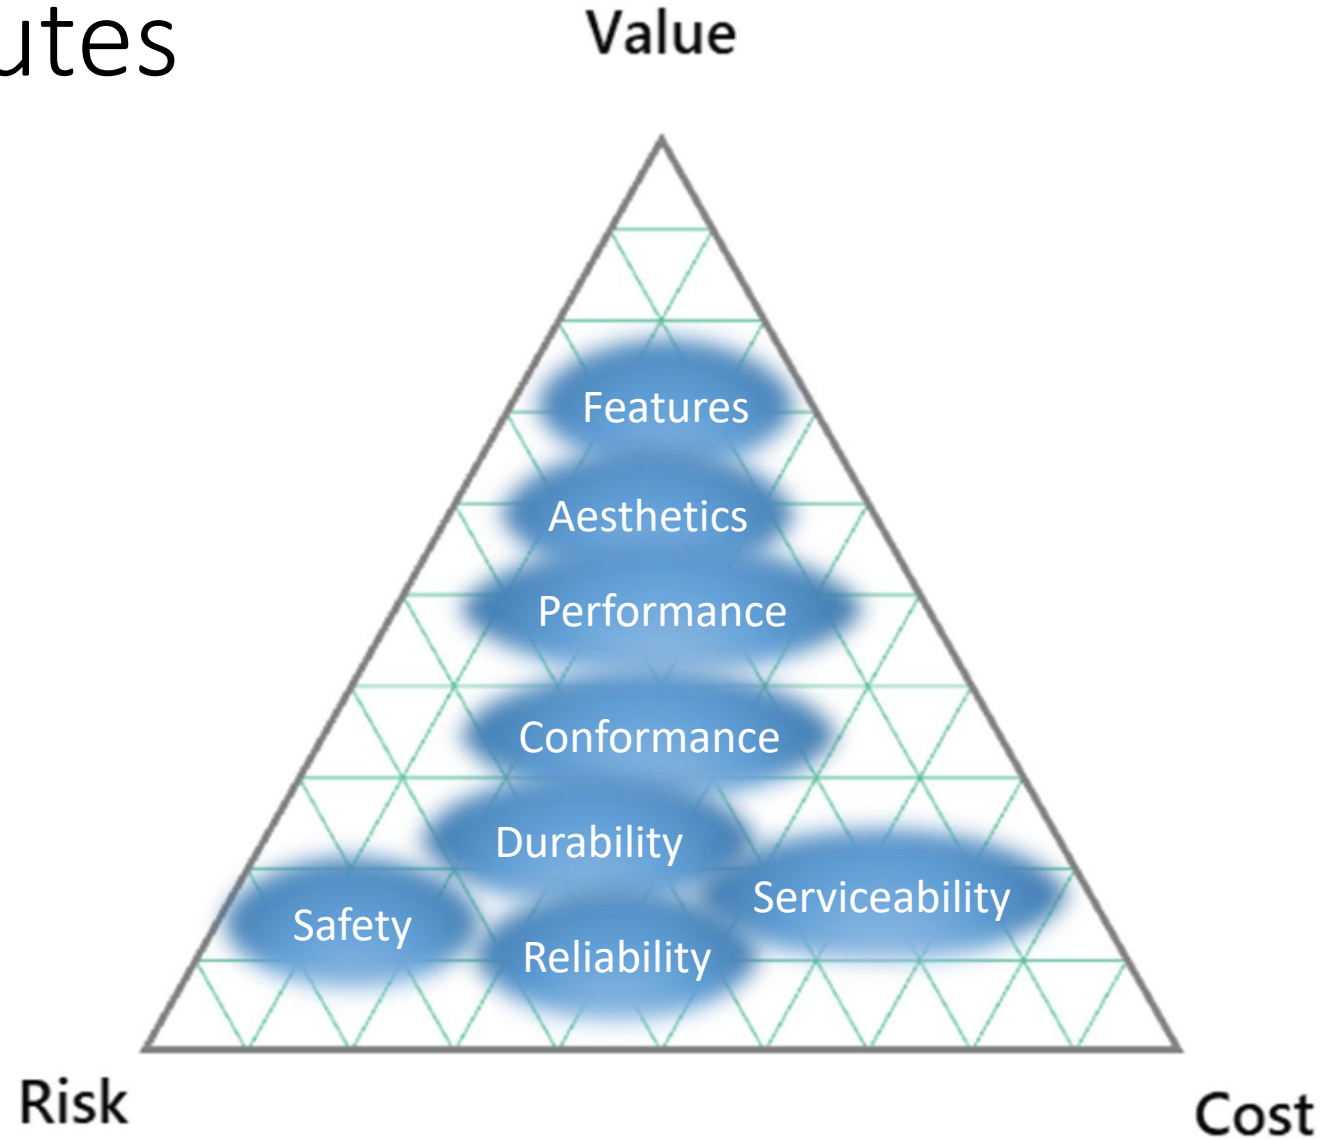 utes
Value
Features
Aesthetics
Performance
Conformance
Durability
Serviceability
Safety
Reliability
Risk
Cost